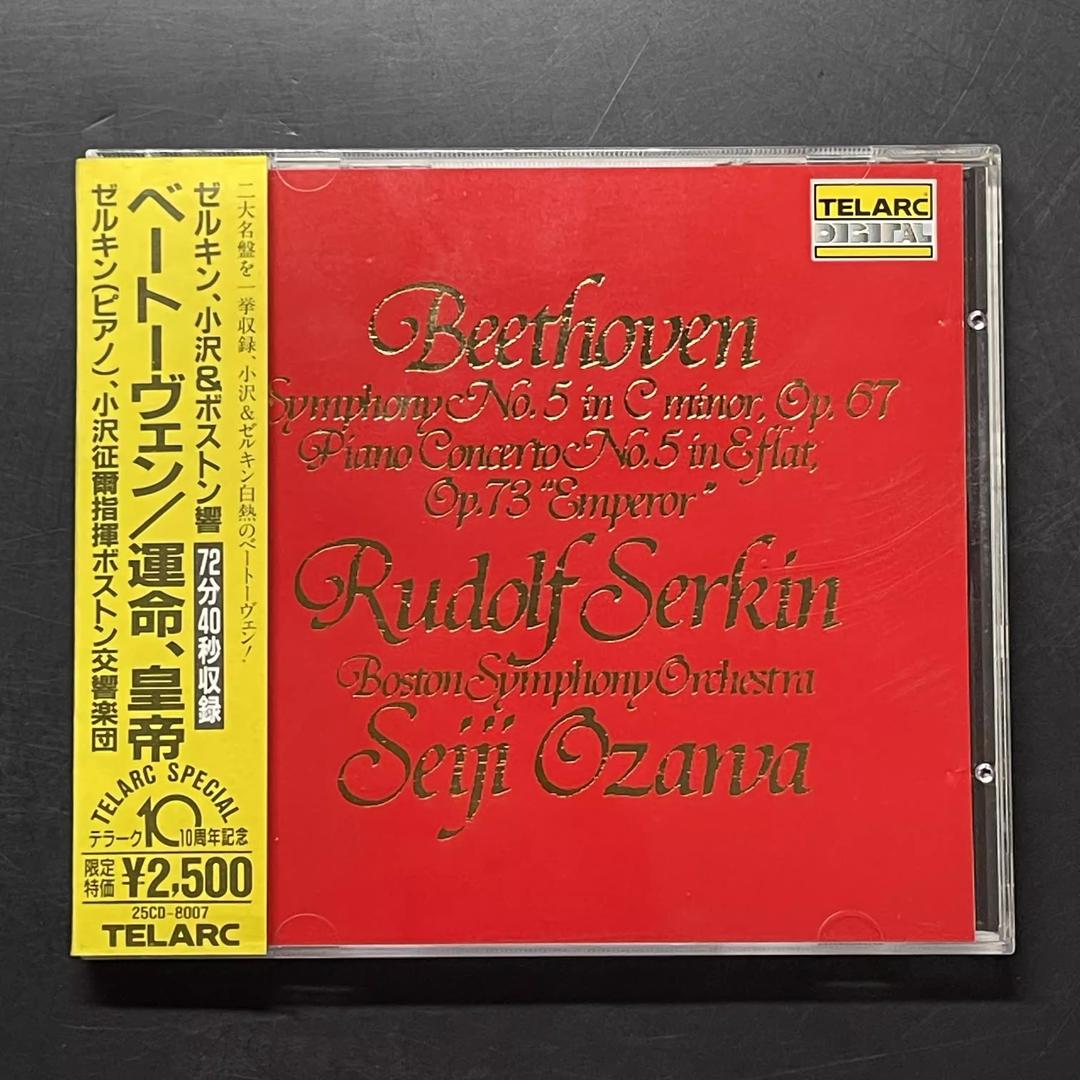 二大名盤を一挙収録、小沢&ゼルキン白熱のベートーヴェン!
ゼルキン、小沢&ボストン響 72分40秒収録
ベートーヴェン/運命、皇帝
ゼルキン(ピアノ)、小沢征爾指揮ボストン交響楽団
TELARC SPECIAL
テラーク 10 10周年記念
限定
特価 ¥2,500
25CD-8007
TELARC
TELARC
DIGITAL
Beethoven
Symphony No. 5 in C minor, Op. 67
Piano Concerto No. 5 in E flat,
Op. 73 "Emperor"
Rudolf Serkin
Boston Symphony Orchestra
Seiji Ozawa